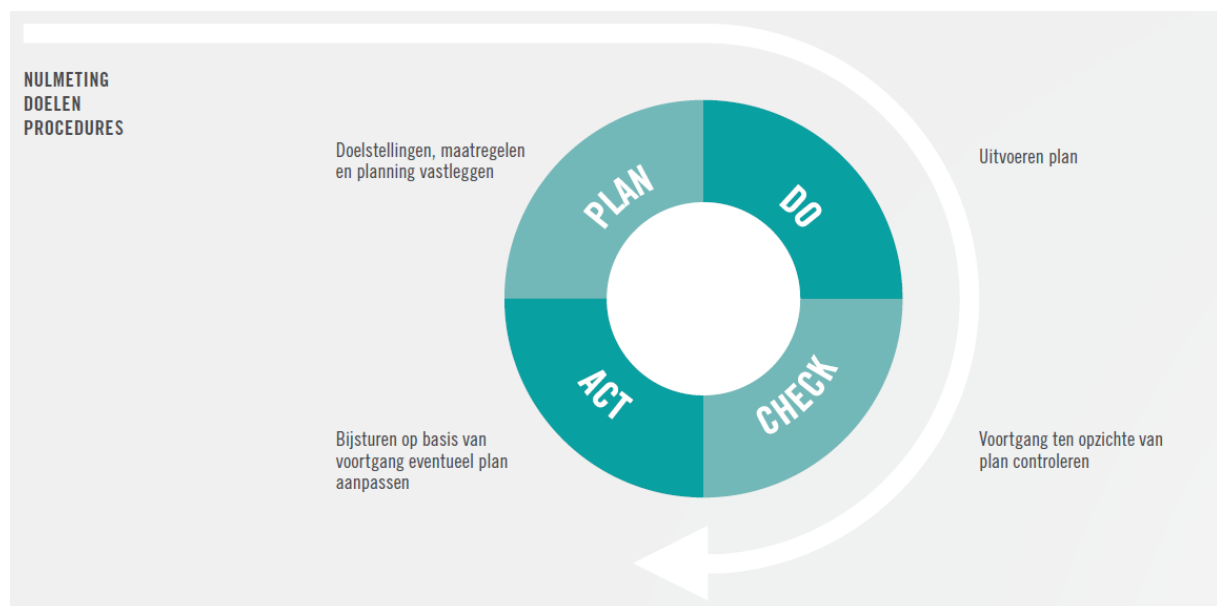 NULMETING
DOELEN
PROCEDURES
Doelstellingen, maatregelen
en planning vastleggen
PLAN
DO
Uitvoeren plan
Bijsturen op basis van
voortgang eventueel plan
aanpassen
ACT
CHECK
Voortgang ten opzichte van
plan controleren